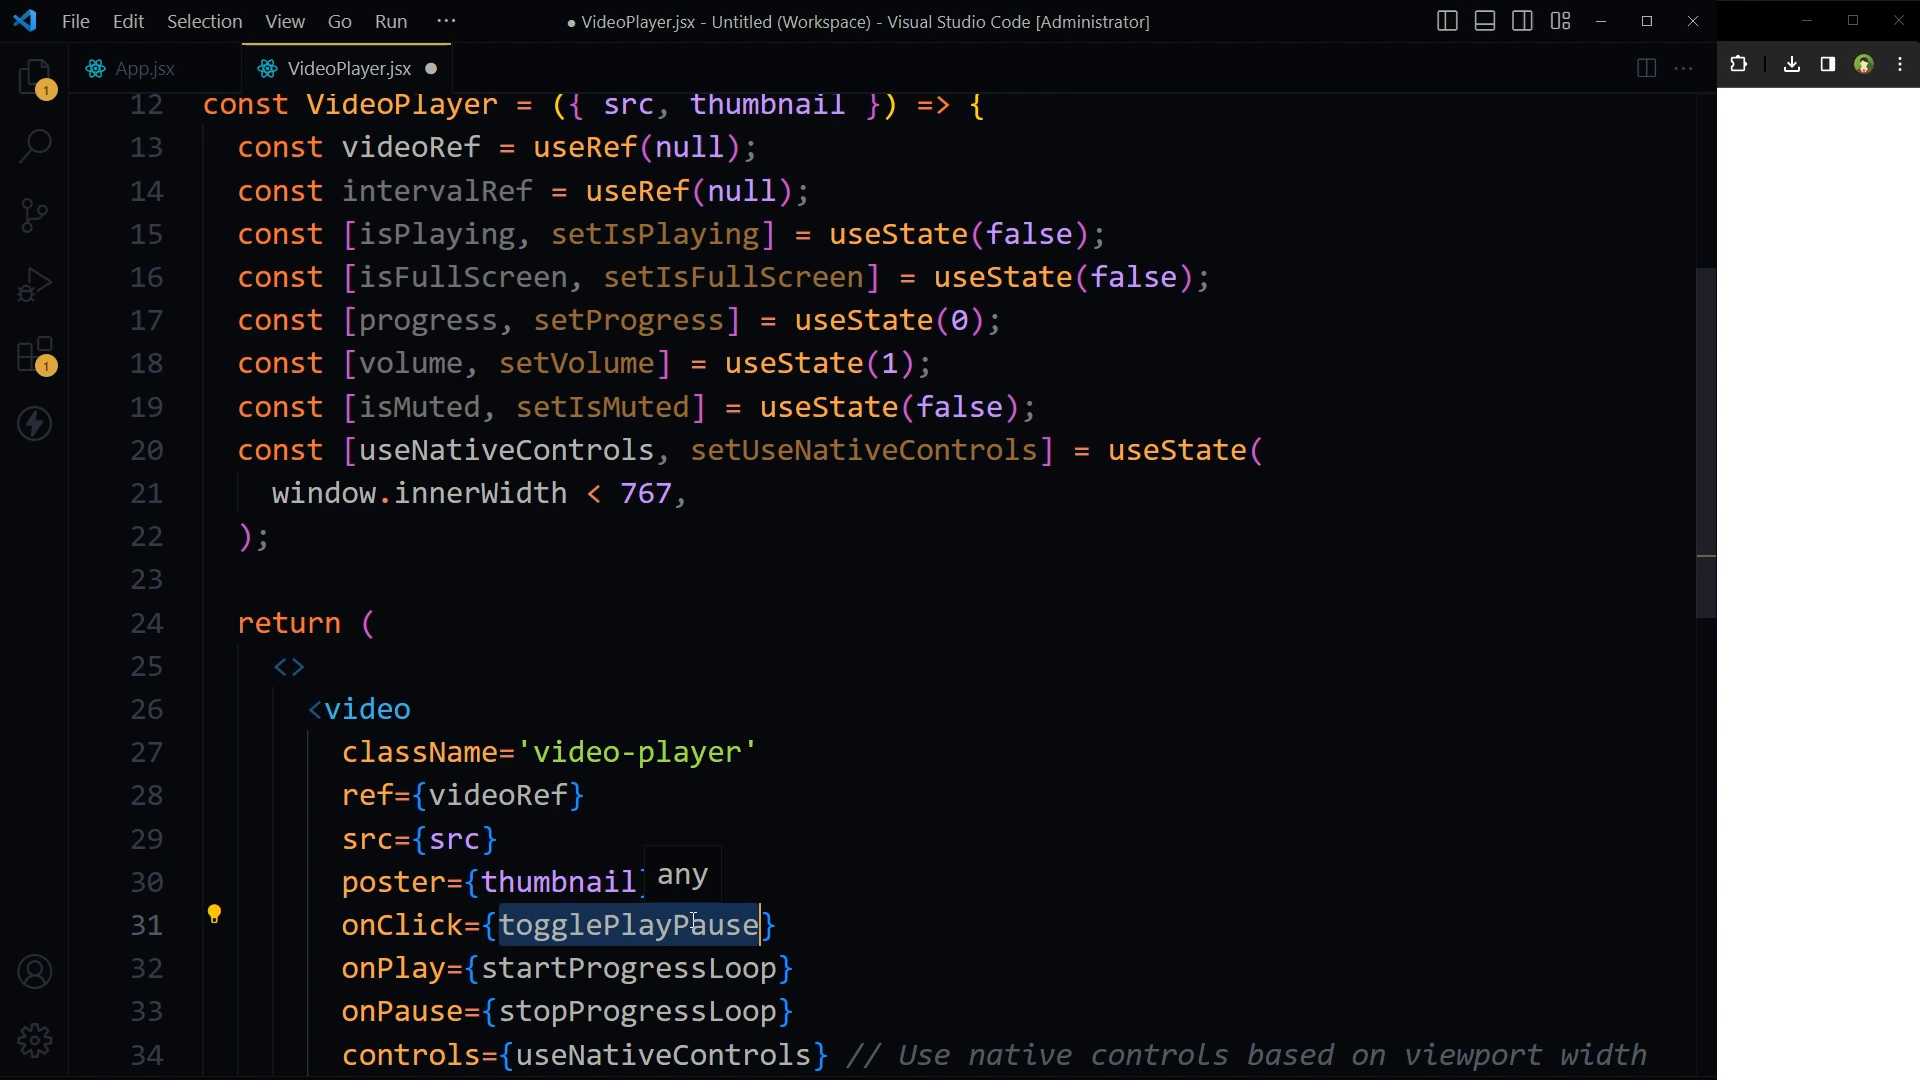 File Edit Selection View Go Run ··· ● VideoPlayer.jsx - Untitled (Workspace) - Visual Studio Code [Administrator]
App.jsx VideoPlayer.jsx ●
1
1
12 const VideoPlayer = ({ src, thumbnail }) => {
13 const videoRef = useRef(null);
14 const intervalRef = useRef(null);
15 const [isPlaying, setIsPlaying] = useState(false);
16 const [isFullScreen, setIsFullScreen] = useState(false);
17 const [progress, setProgress] = useState(0);
18 const [volume, setVolume] = useState(1);
19 const [isMuted, setIsMuted] = useState(false);
20 const [useNativeControls, setUseNativeControls] = useState(
21 window.innerWidth < 767,
22 );
23
24 return (
25 <>
26 <video
27 className='video-player'
28 ref={videoRef}
29 src={src}
30 poster={thumbnail}
any
31 onClick={togglePlayPause}
32 onPlay={startProgressLoop}
33 onPause={stopProgressLoop}
34 controls={useNativeControls} // Use native controls based on viewport width